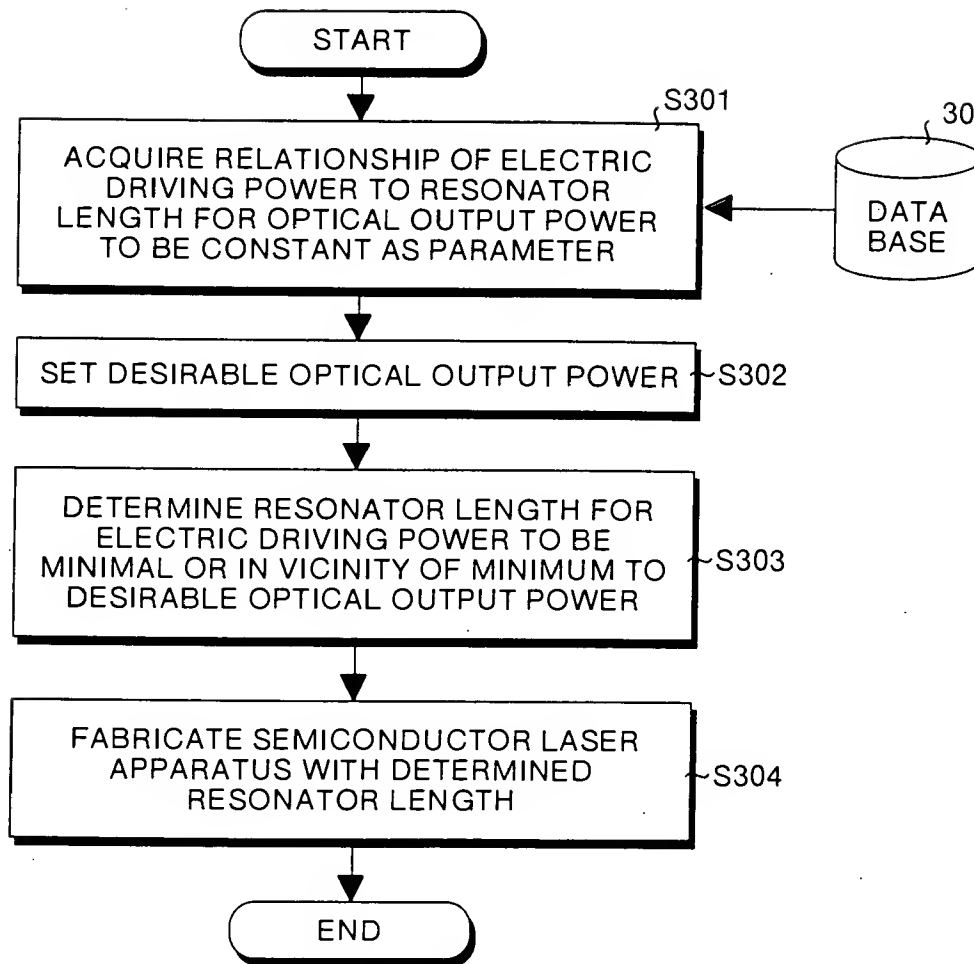 START
S301
30
ACQUIRE RELATIONSHIP OF ELECTRIC
DRIVING POWER TO RESONATOR
LENGTH FOR OPTICAL OUTPUT POWER
TO BE CONSTANT AS PARAMETER
DATA
BASE
SET DESIRABLE OPTICAL OUTPUT POWER
S302
DETERMINE RESONATOR LENGTH FOR
ELECTRIC DRIVING POWER TO BE
MINIMAL OR IN VICINITY OF MINIMUM TO
DESIRABLE OPTICAL OUTPUT POWER
S303
FABRICATE SEMICONDUCTOR LASER
APPARATUS WITH DETERMINED
RESONATOR LENGTH
S304
END